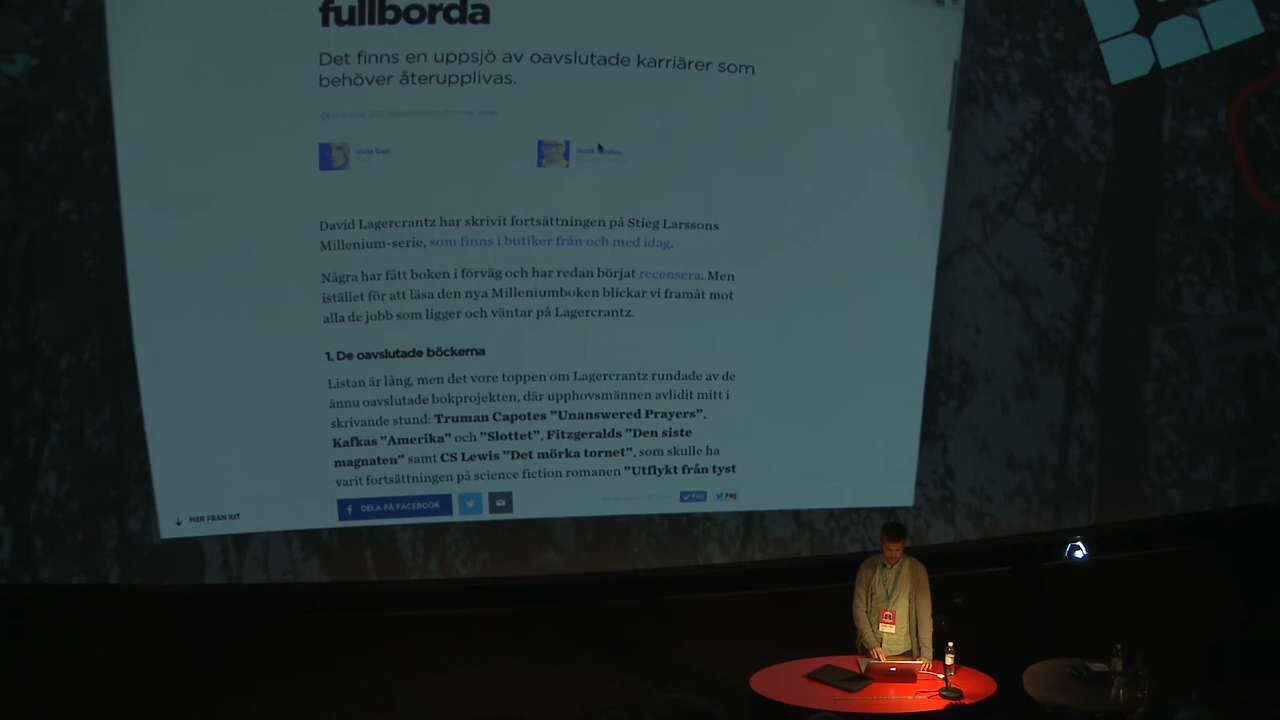 fullborda
Det finns en uppsjö av oavslutade karriärer som
behöver återupplivas.
David Lagercrantz har skrivit fortsättningen på Stieg Larssons
Millenium-serie, som finns i butiker från och med idag.
Några har fått boken i förväg och har redan börjat recensera. Men
istället för att läsa den nya Milleniumboken blickar vi framåt mot
alla de jobb som ligger och väntar på Lagercrantz.
1. De oavslutade böckerna
Listan är lång, men det vore toppen om Lagercrantz rundade av de
ännu oavslutade bokprojekten, där upphovsmännen avlidit mitt i
skrivande stund: Truman Capotes ”Unanswered Prayers”,
Kafkas ”Amerika” och ”Slottet”, Fitzgeralds ”Den siste
magnaten” samt CS Lewis ”Det mörka tornet”, som skulle ha
varit fortsättningen på science fiction romanen ”Utflykt från tyst
DELA PÅ FACEBOOK
MER FRÅN KIT